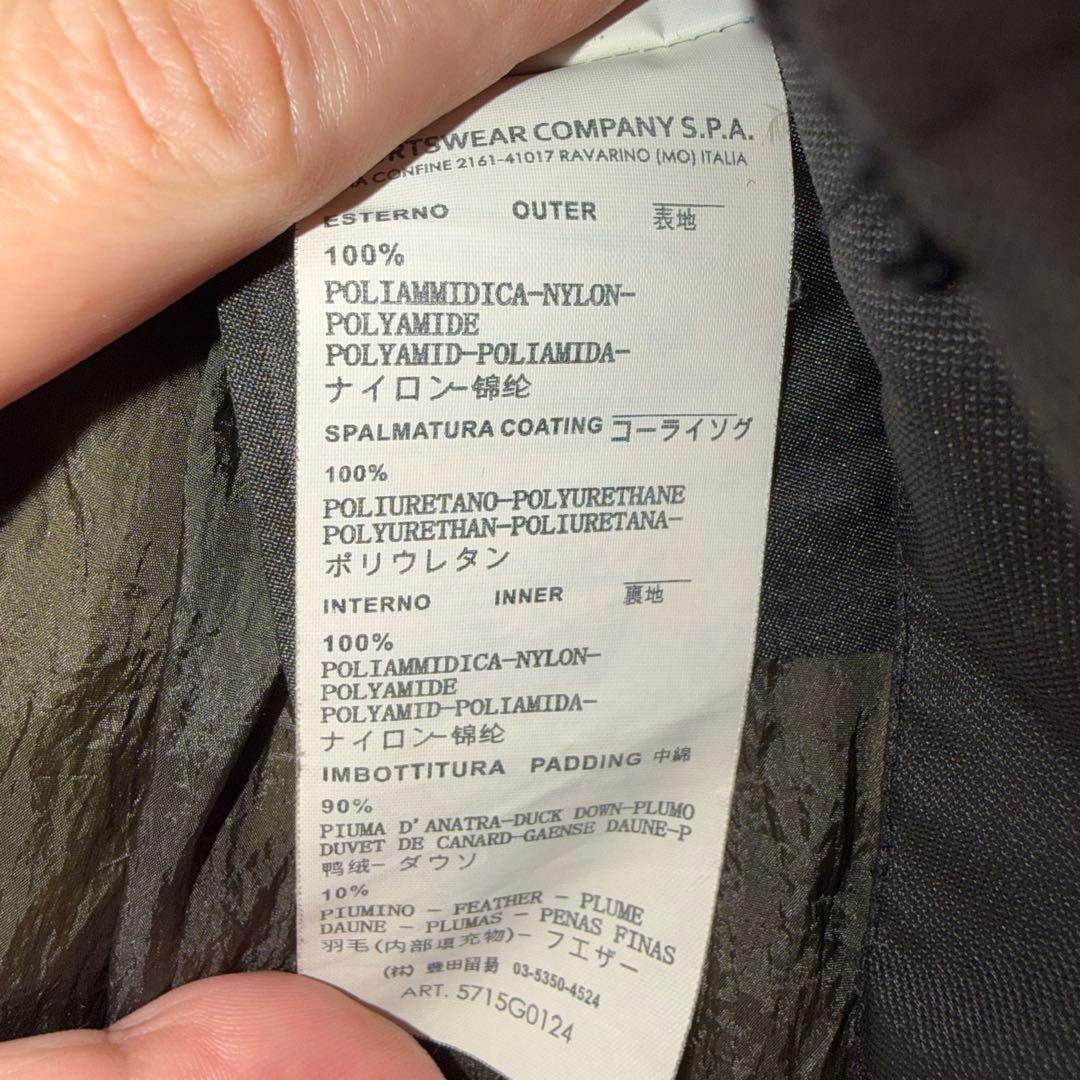 RTSWEAR COMPANY S.P.A.
CONFINE 2161-41017 RAVARINO (MO) ITALIA
ESTERNO OUTER 表地
100%
POLIAMMIDICA-NYLON-
POLYAMIDE
POLYAMID-POLIAMIDA-
ナイロン-锦纶
SPALMATURA COATING コーライソグ
100%
POLIURETANO-POLYURETHANE
POLYURETHAN-POLIURETANA-
ポリウレタン
INTERNO INNER 裏地
100%
POLIAMMIDICA-NYLON-
POLYAMIDE
POLYAMID-POLIAMIDA-
ナイロン-锦纶
IMBOTTITURA PADDING 中綿
90%
PIUMA D'ANATRA-DUCK DOWN-PLUMO
DUVET DE CANARD-GAENSE DAUNE-P
鸭绒- ダウソ
10%
PIUMINO - FEATHER - PLUME
DAUNE - PLUMAS - PENAS FINAS
羽毛(内部填充物)- フエザー
(株) 豊田留易 03-5350-4524
ART. 5715G0124